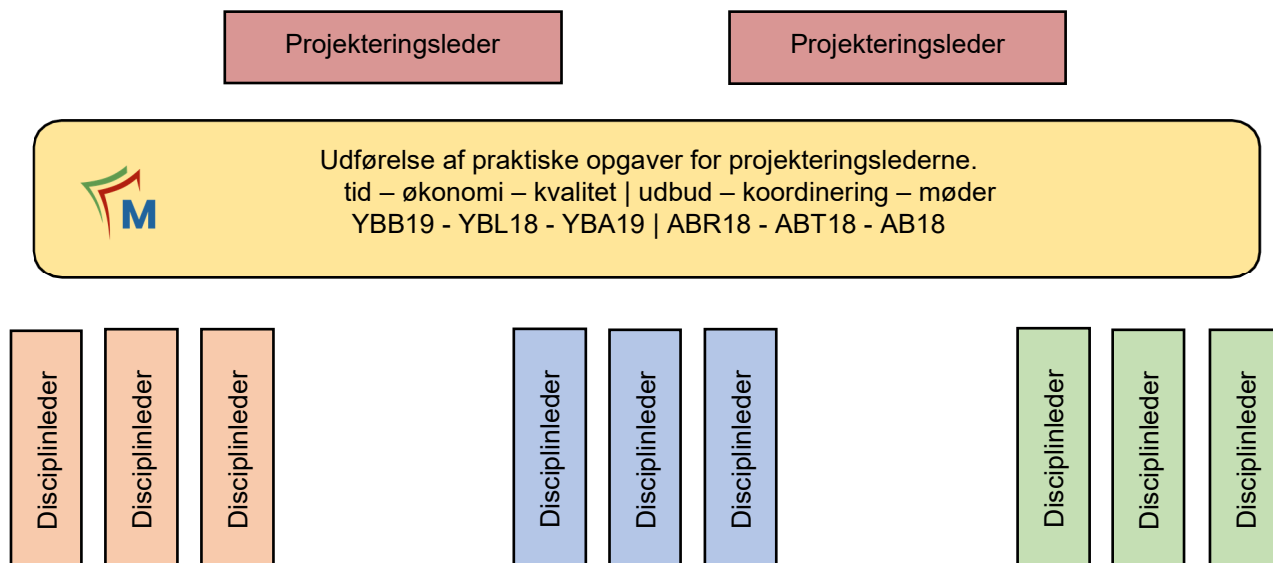 Projekteringsleder
Projekteringsleder
Udførelse af praktiske opgaver for projekteringslederne.
tid – økonomi – kvalitet | udbud – koordinering – møder
YBB19 - YBL18 - YBA19 | ABR18 - ABT18 - AB18
M
Disciplinleder
Disciplinleder
Disciplinleder
Disciplinleder
Disciplinleder
Disciplinleder
Disciplinleder
Disciplinleder
Disciplinleder